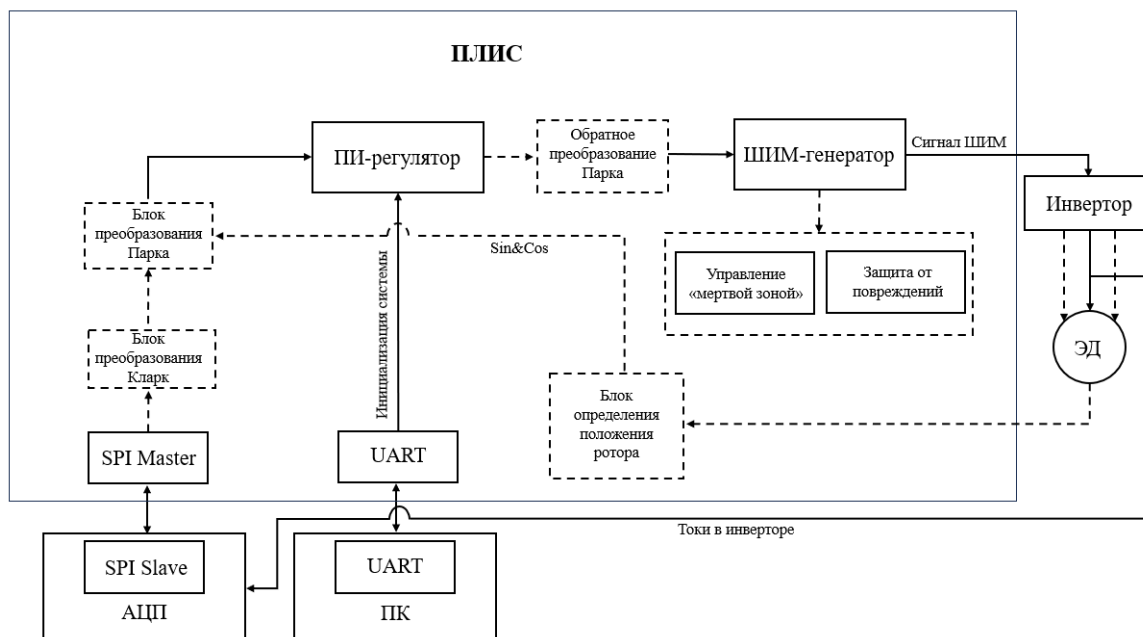 ПЛИС
ПИ-регулятор
Обратное
преобразование
Парка
ШИМ-генератор
Сигнал ШИМ
Инвертор
Блок
преобразования
Парка
Sin&Cos
Управление
«мертвой зоной»
Защита от
повреждений
ЭД
Инициализация системы
Блок
преобразования
Кларк
Блок
определения
положения
ротора
SPI Master
UART
Токи в инверторе
SPI Slave
АЦП
UART
ПК